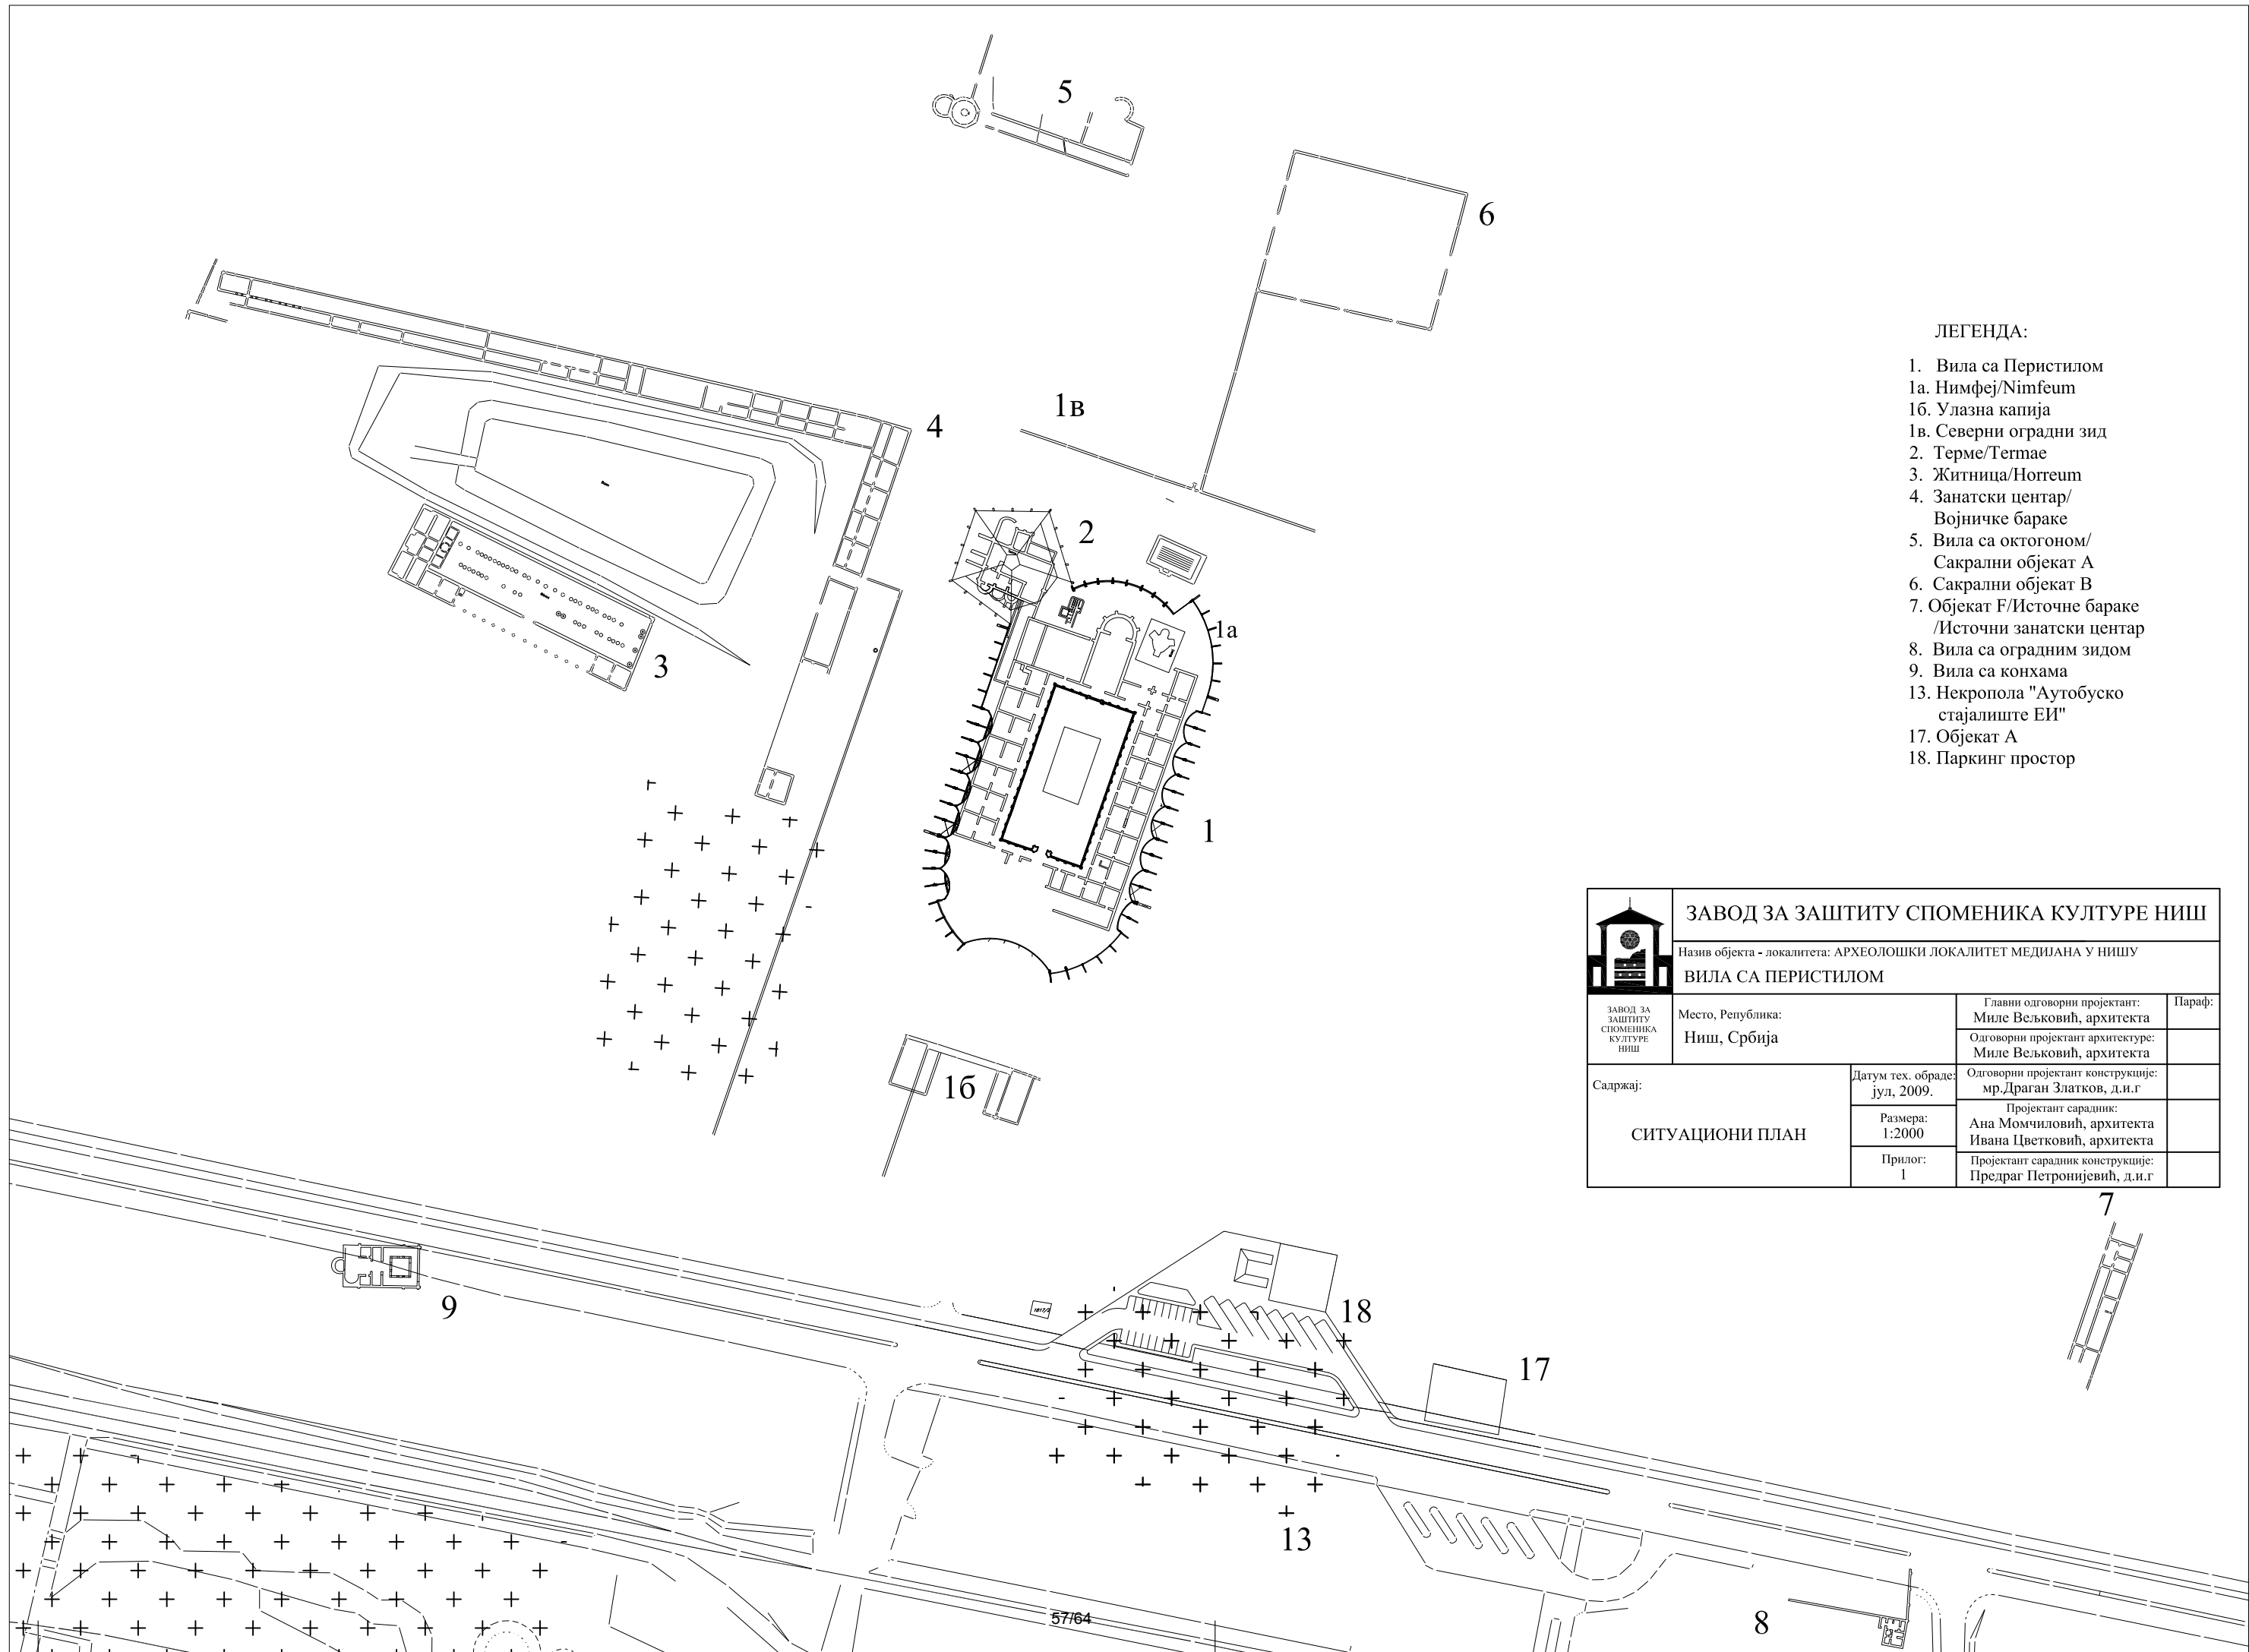 5
6
1в
4
2
1а
3
1
1б
ЛЕГЕНДА:
1. Вила са Перистилом
1а. Нимфеј/Nimfeum
1б. Улазна капија
1в. Северни оградни зид
2. Терме/Termae
3. Житница/Horreum
4. Занатски центар/
Војничке бараке
5. Вила са октогоном/
Сакрални објекат А
6. Сакрални објекат В
7. Објекат F/Источне бараке
/Источни занатски центар
8. Вила са оградним зидом
9. Вила са конхама
13. Некропола "Аутобуско
стајалиште ЕИ"
17. Објекат А
18. Паркинг простор
ЗАВОД ЗА ЗАШТИТУ СПОМЕНИКА КУЛТУРЕ НИШ
Назив објекта - локалитета: АРХЕОЛОШКИ ЛОКАЛИТЕТ МЕДИЈАНА У НИШУ
ВИЛА СА ПЕРИСТИЛОМ
ЗАВОД ЗА
ЗАШТИТУ
СПОМЕНИКА
КУЛТУРЕ
НИШ
Место, Република:
Ниш, Србија
Главни одговорни пројектант:
Миле Вељковић, архитекта
Параф:
Одговорни пројектант архитектуре:
Миле Вељковић, архитекта
Садржај:
СИТУАЦИОНИ ПЛАН
Датум тех. обраде:
јул, 2009.
Размера:
1:2000
Прилог:
1
Одговорни пројектант конструкције:
мр.Драган Златков, д.и.г
Пројектант сарадник:
Ана Момчиловић, архитекта
Ивана Цветковић, архитекта
Пројектант сарадник конструкције:
Предраг Петронијевић, д.и.г
7
9
18
17
13
57/64
8